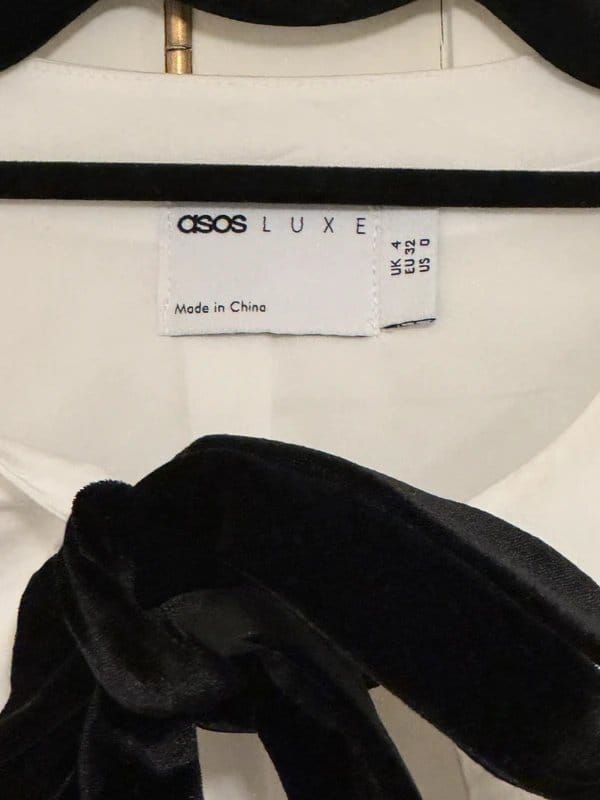 asos LUXE
Made in China
UK 4
EU 32
US 0